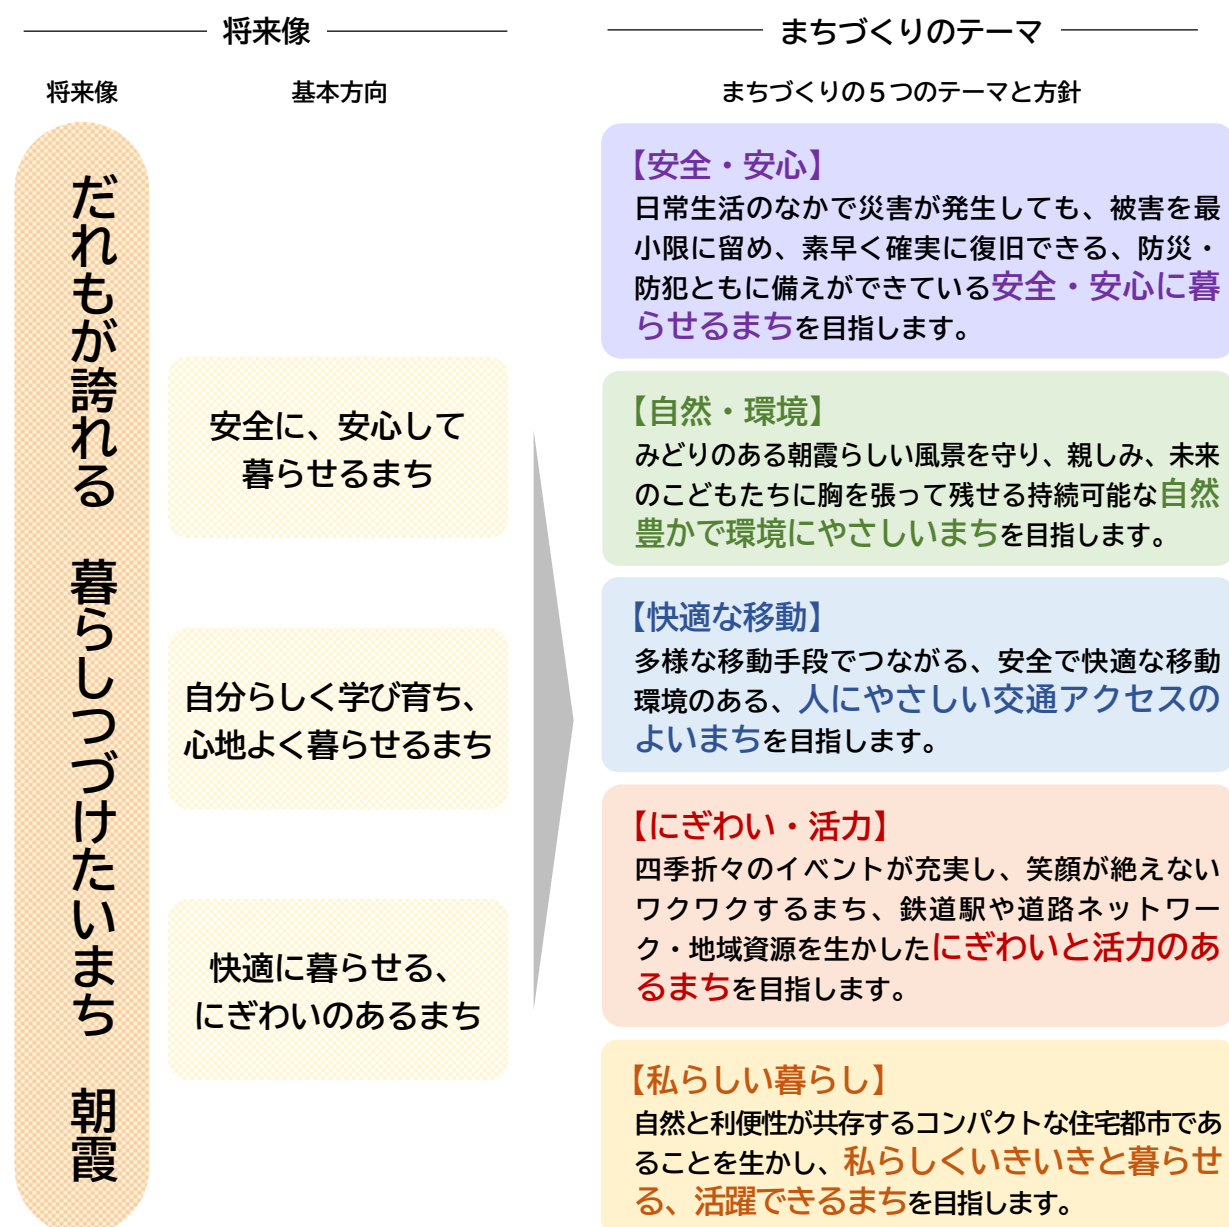 将来像
まちづくりのテーマ
将来像
基本方向
まちづくりの５つのテーマと方針
だれもが誇れる　暮らしつづけたいまち　朝霞
安全に、安心して
暮らせるまち
自分らしく学び育ち、
心地よく暮らせるまち
快適に暮らせる、
にぎわいのあるまち
【安全・安心】
日常生活のなかで災害が発生しても、被害を最
小限に留め、素早く確実に復旧できる、防災・
防犯ともに備えができている安全・安心に暮
らせるまちを目指します。
【自然・環境】
みどりのある朝霞らしい風景を守り、親しみ、未来
のこどもたちに胸を張って残せる持続可能な自然
豊かで環境にやさしいまちを目指します。
【快適な移動】
多様な移動手段でつながる、安全で快適な移動
環境のある、人にやさしい交通アクセスの
よいまちを目指します。
【にぎわい・活力】
四季折々のイベントが充実し、笑顔が絶えない
ワクワクするまち、鉄道駅や道路ネットワー
ク・地域資源を生かしたにぎわいと活力のあ
るまちを目指します。
【私らしい暮らし】
自然と利便性が共存するコンパクトな住宅都市であ
ることを生かし、私らしくいきいきと暮らせ
る、活躍できるまちを目指します。